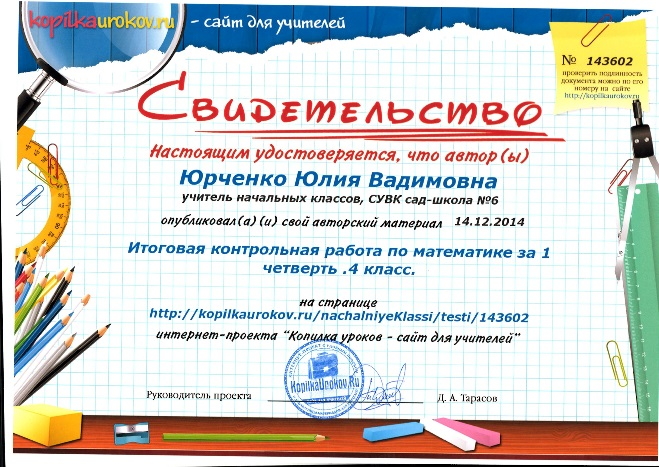 kopilkaurokov.ru - сайт для учителей
№ 143602
проверить подлинность
документа можно по его
номеру на сайте
http://kopilkaurokov.ru
Свидетельство
Настоящим удостоверяется, что автор(ы)
Юрченко Юлия Вадимовна
учитель начальных классов, СУВК сад-школа №6
опубликовал(а)(и) свой авторский материал 14.12.2014
Итоговая контрольная работа по математике за 1
четверть .4 класс.
на странице
http://kopilkaurokov.ru/nachalniyeKlassi/testi/143602
интернет-проекта "Копилка уроков - сайт для учителей"
KopilkaUrokov.Ru
Руководитель проекта
Д. А. Тарасов